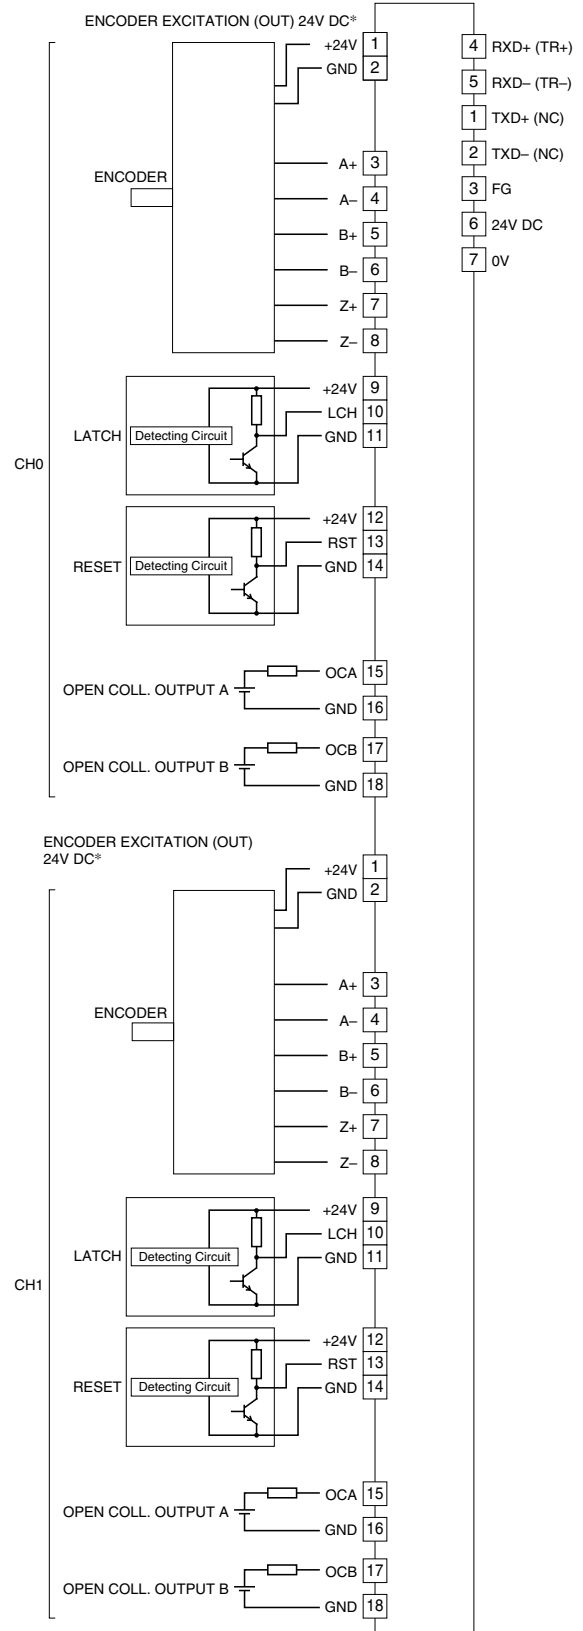 ENCODER EXCITATION (OUT) 24V DC*
+24V 1
GND 2
ENCODER
A+ 3
A– 4
B+ 5
B– 6
Z+ 7
Z– 8
CH0
LATCH
Detecting Circuit
+24V 9
LCH 10
GND 11
RESET
Detecting Circuit
+24V 12
RST 13
GND 14
OPEN COLL. OUTPUT A
OCA 15
GND 16
OPEN COLL. OUTPUT B
OCB 17
GND 18
4 RXD+ (TR+)
5 RXD– (TR–)
1 TXD+ (NC)
2 TXD– (NC)
3 FG
6 24V DC
7 0V
ENCODER EXCITATION (OUT)
24V DC*
+24V 1
GND 2
ENCODER
A+ 3
A– 4
B+ 5
B– 6
Z+ 7
Z– 8
CH1
LATCH
Detecting Circuit
+24V 9
LCH 10
GND 11
RESET
Detecting Circuit
+24V 12
RST 13
GND 14
OPEN COLL. OUTPUT A
OCA 15
GND 16
OPEN COLL. OUTPUT B
OCB 17
GND 18